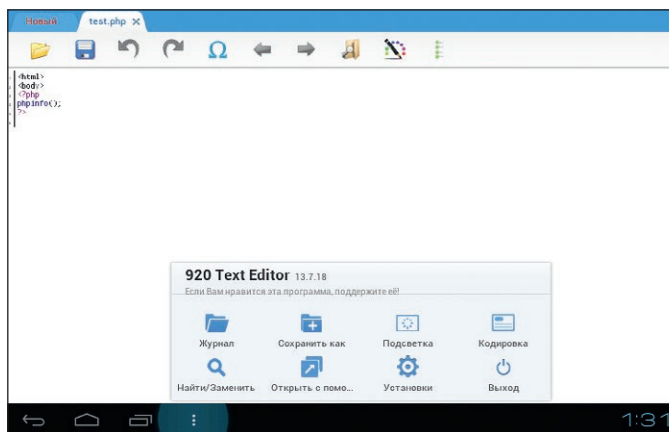 Новый
test.php
<html>
<body>
<?php
phpinfo();
?>
920 Text Editor 13.7.18
Если Вам нравится эта программа, поддержите её!
Журнал Сохранить как Подсветка Кодировка
Найти/Заменить Открыть с помо... Установки Выход
1:31